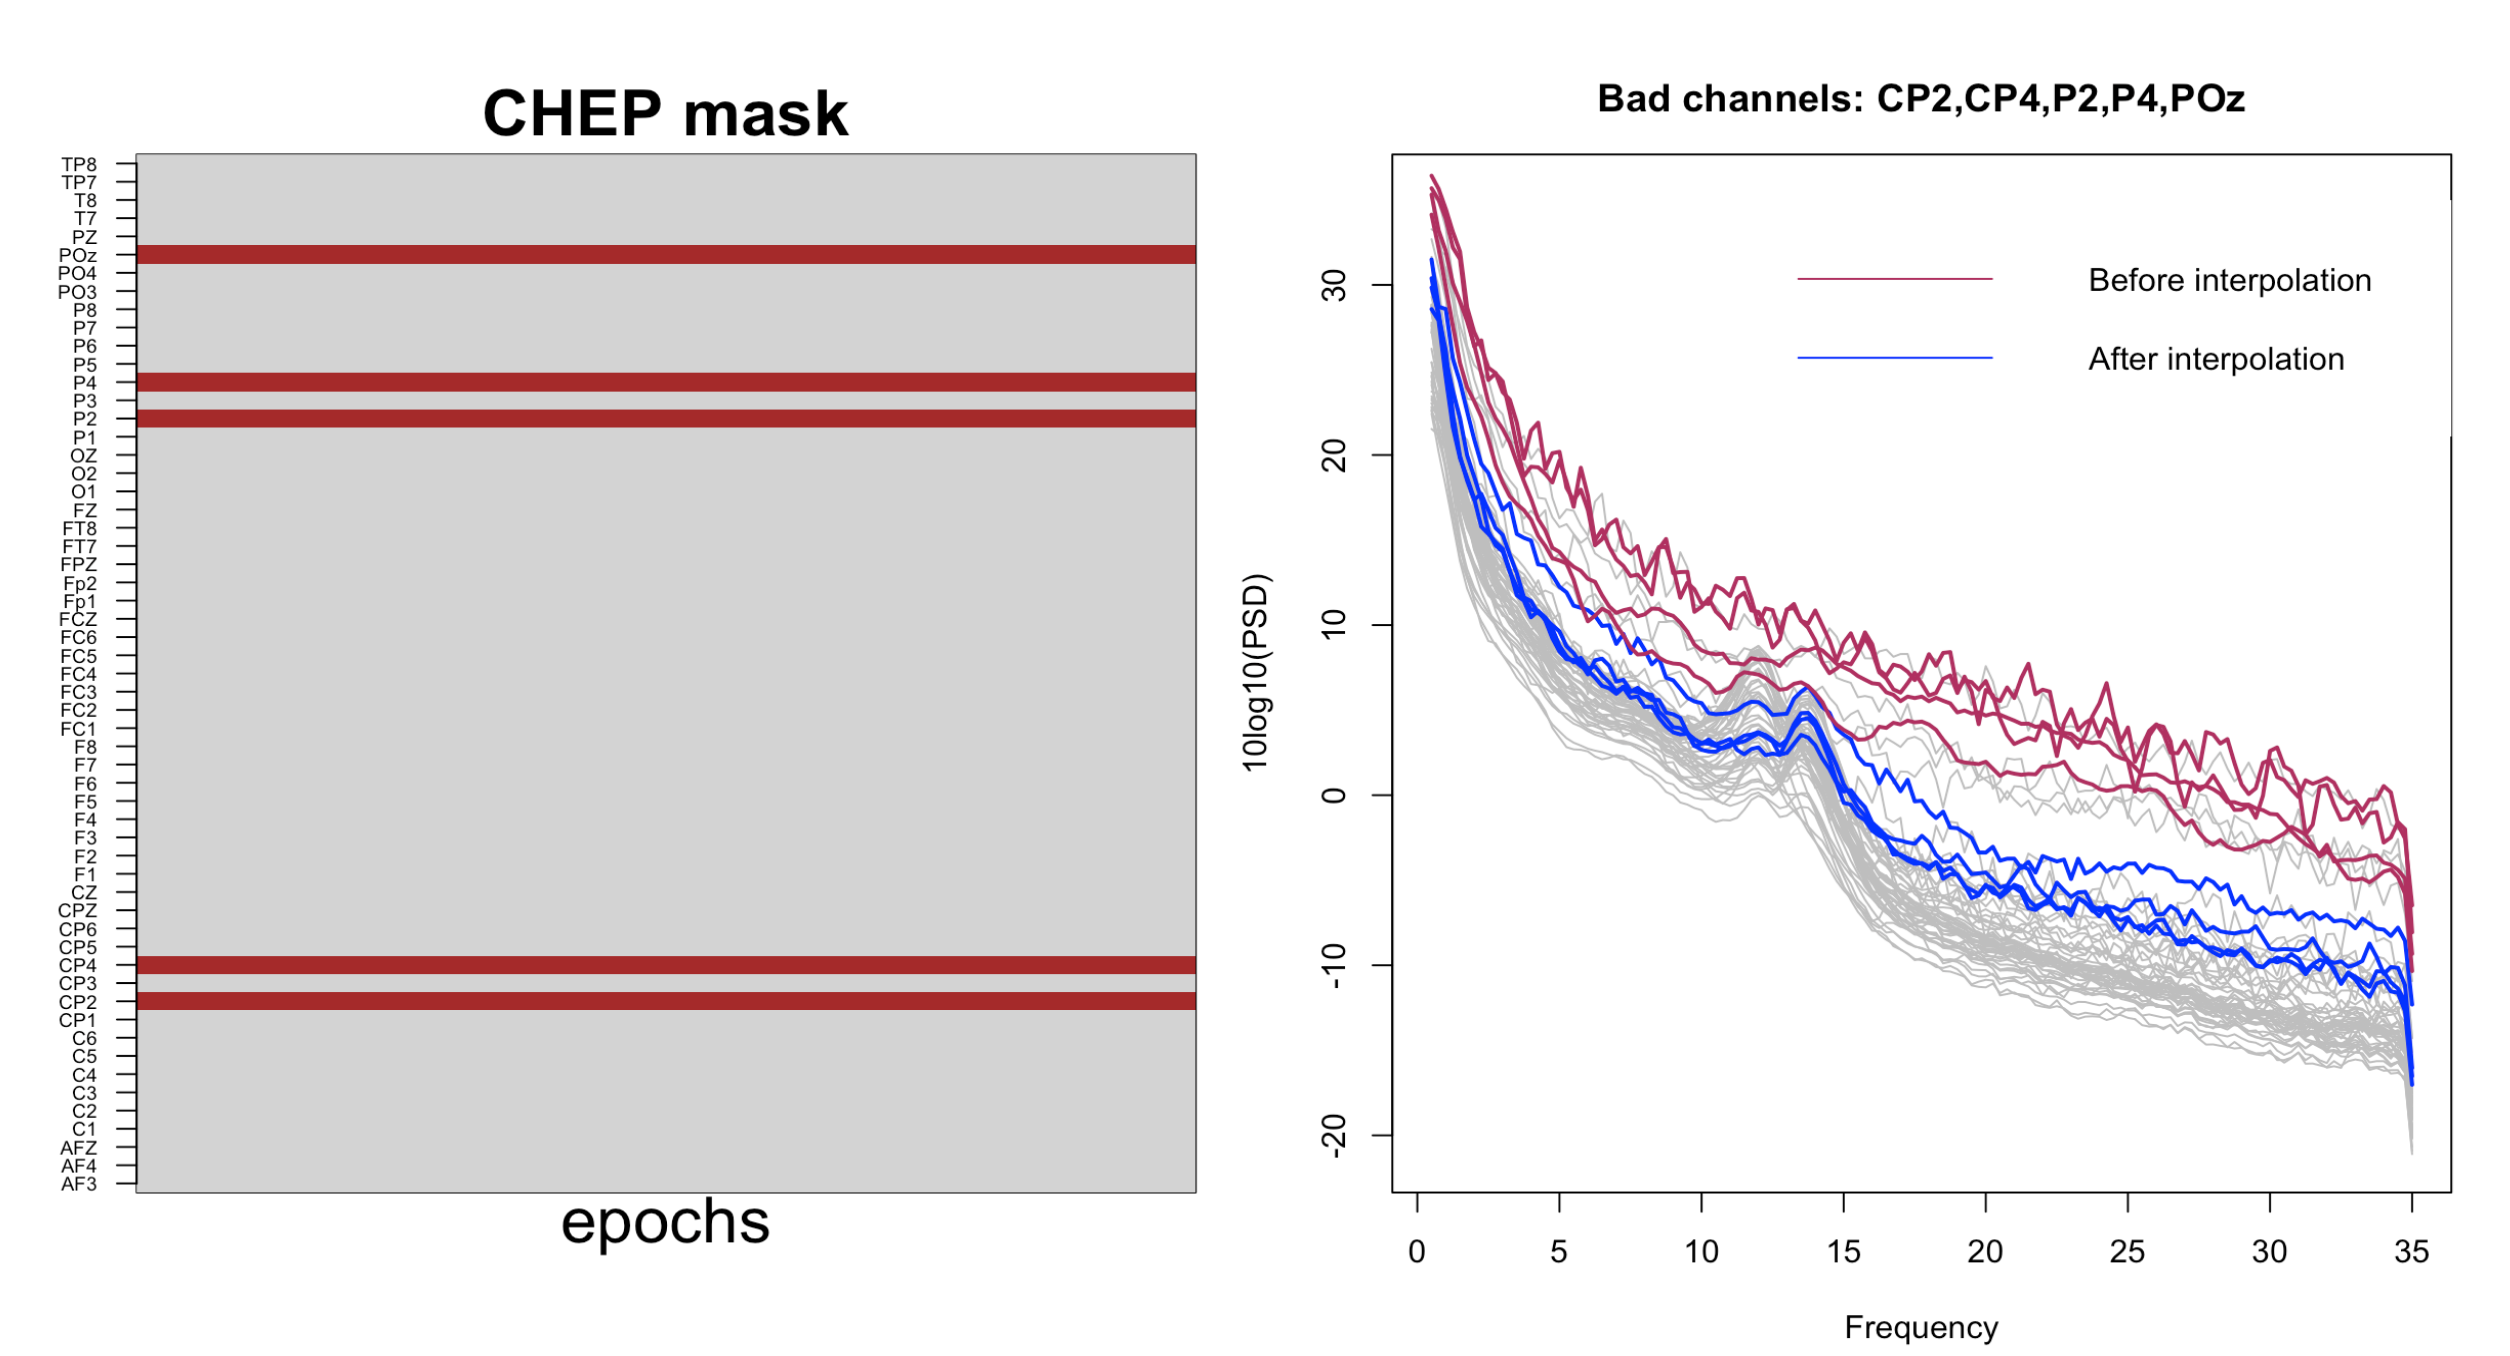 CHEP mask
TP8
TP7
T8
T7
PZ
POz
PO4
PO3
P8
P7
P6
P5
P4
P3
P2
P1
OZ
O2
O1
FZ
FT8
FT7
FPZ
Fp2
Fp1
FCZ
FC6
FC5
FC4
FC3
FC2
FC1
F8
F7
F6
F5
F4
F3
F2
F1
CZ
CPZ
CP6
CP5
CP4
CP3
CP2
CP1
C6
C5
C4
C3
C2
C1
AFZ
AF4
AF3
epochs
Bad channels: CP2,CP4,P2,P4,POz
10log10(PSD)
30
20
10
0
-10
-20
Before interpolation
After interpolation
0 5 10 15 20 25 30 35
Frequency